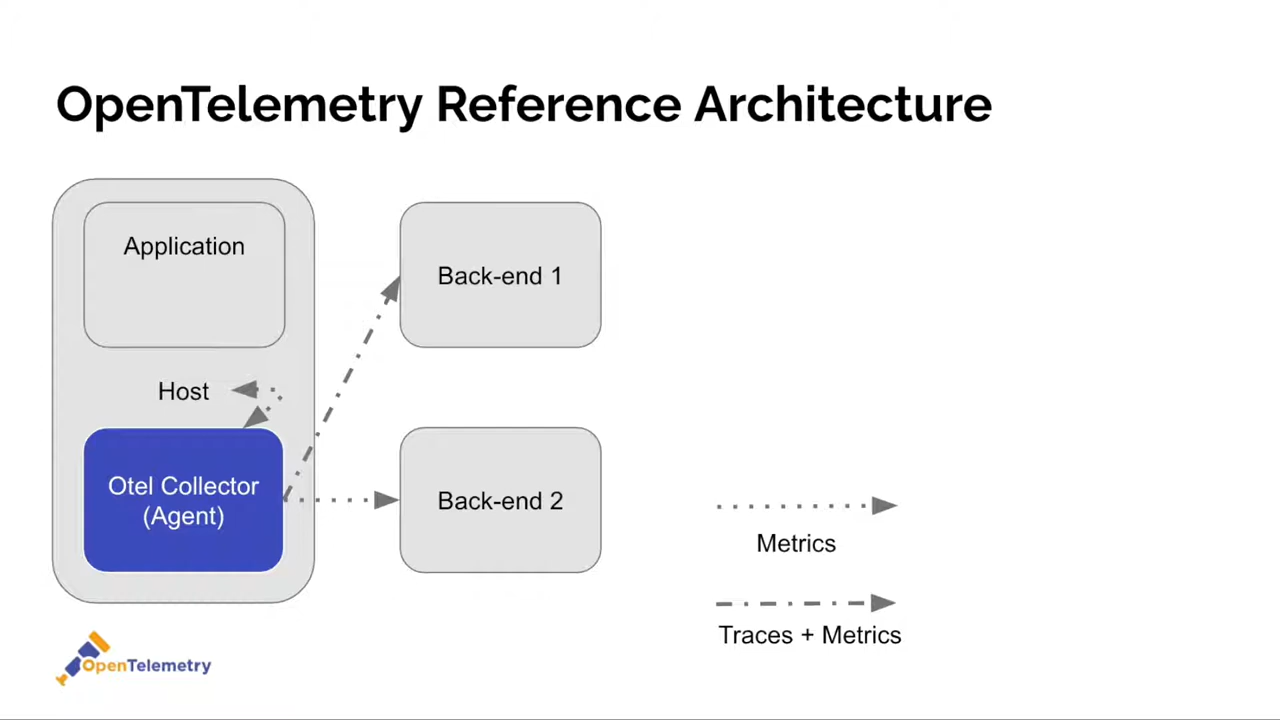 OpenTelemetry Reference Architecture
Application
Host
Otel Collector
(Agent)
Back-end 1
Back-end 2
Metrics
Traces + Metrics
OpenTelemetry